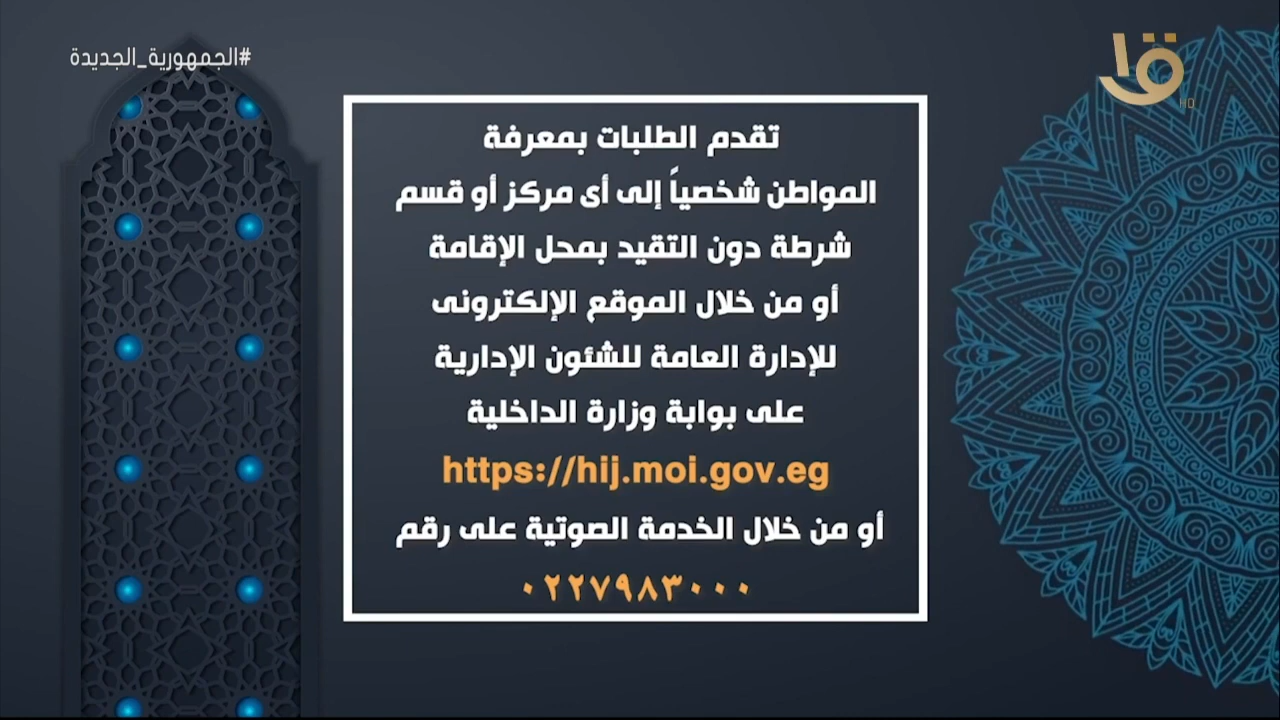 #الجمهورية_الجديدة
HD
تقدم الطلبات بمعرفة
المواطن شخصياً إلى أى مركز أو قسم
شرطة دون التقيد بمحل الإقامة
أو من خلال الموقع الإلكترونى
للإدارة العامة للشئون الإدارية
على بوابة وزارة الداخلية
https://hij.moi.gov.eg
أو من خلال الخدمة الصوتية على رقم
٠٢٢٧٩٨٣٠٠٠